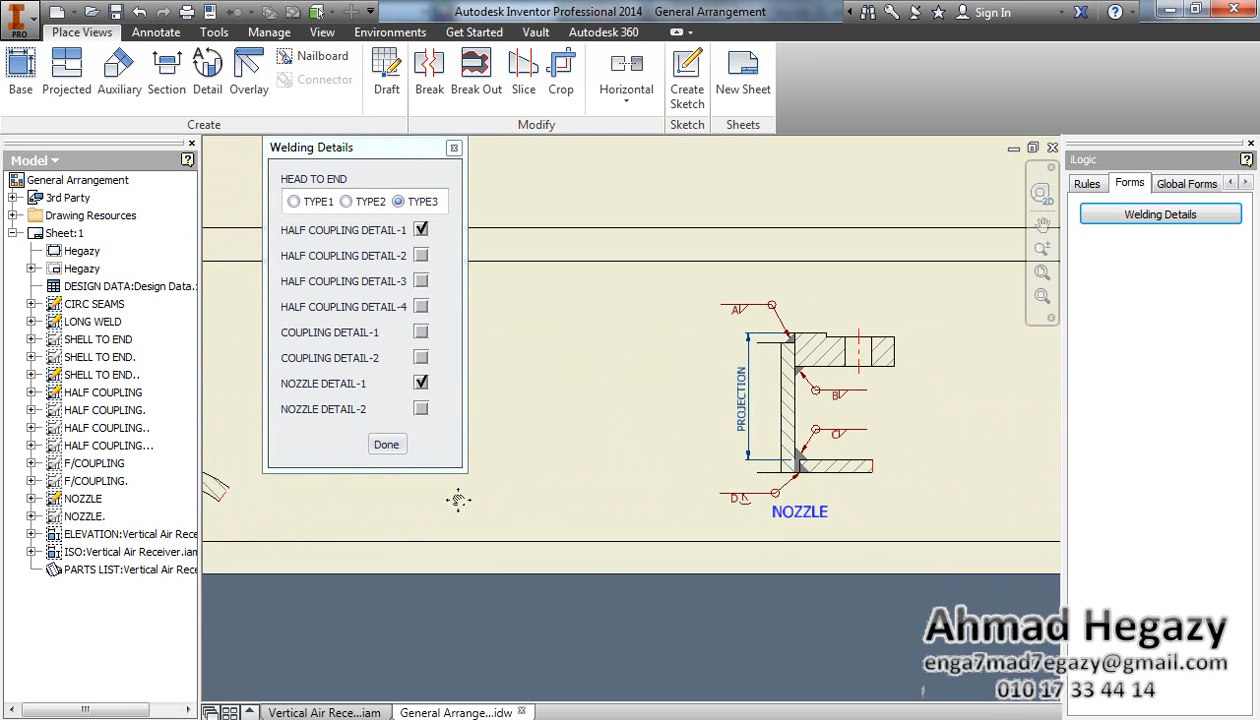 Autodesk Inventor Professional 2014 General Arrangement
Sign In
PRO
Place Views Annotate Tools Manage View Environments Get Started Vault Autodesk 360
Base Projected Auxiliary Section Detail Overlay
Nailboard
Connector
Draft Break Break Out Slice Crop Horizontal
Create Sketch
New Sheet
Create Modify Sketch Sheets
Model
General Arrangement
3rd Party
Drawing Resources
Sheet:1
Hegazy
Hegazy
DESIGN DATA:Design Data.
CIRC SEAMS
LONG WELD
SHELL TO END
SHELL TO END.
SHELL TO END..
HALF COUPLING
HALF COUPLING.
HALF COUPLING..
HALF COUPLING...
F/COUPLING
F/COUPLING.
NOZZLE
NOZZLE.
ELEVATION:Vertical Air Rece
ISO:Vertical Air Receiver.iam
PARTS LIST:Vertical Air Rece
Welding Details
HEAD TO END
TYPE1 TYPE2 TYPE3
HALF COUPLING DETAIL-1
HALF COUPLING DETAIL-2
HALF COUPLING DETAIL-3
HALF COUPLING DETAIL-4
COUPLING DETAIL-1
COUPLING DETAIL-2
NOZZLE DETAIL-1
NOZZLE DETAIL-2
Done
A
PROJECTION
B
C
D
NOZZLE
2D
iLogic
Rules Forms Global Forms
Welding Details
Ahmad Hegazy
enga7mad7egazy@gmail.com
010 17 33 44 14
Vertical Air Rece...iam General Arrange...idw